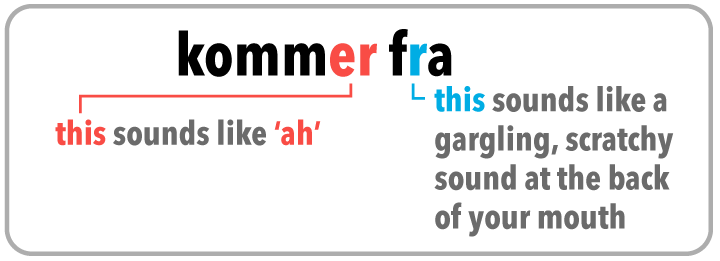 kommer fra
this sounds like 'ah'
this sounds like a
gargling, scratchy
sound at the back
of your mouth